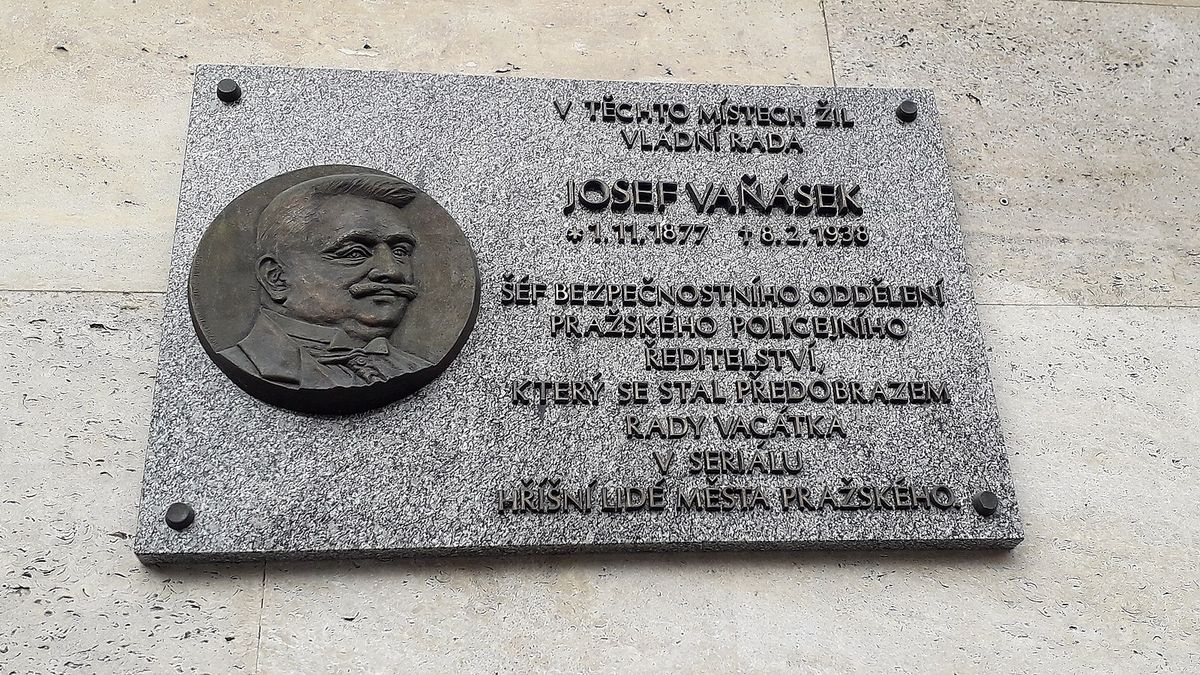 V TĚCHTO MÍSTECH ŽIL
VLÁDNÍ RADA
JOSEF VAŇÁSEK
* 1. 11. 1877 † 8. 2. 1938
ŠÉF BEZPEČNOSTNÍHO ODDĚLENÍ
PRAŽSKÉHO POLICEJNÍHO
ŘEDITELSTVÍ,
KTERÝ SE STAL PŘEDOBRAZEM
RADY VACÁTKA
V SERIÁLU
HŘÍŠNÍ LIDÉ MĚSTA PRAŽSKÉHO.